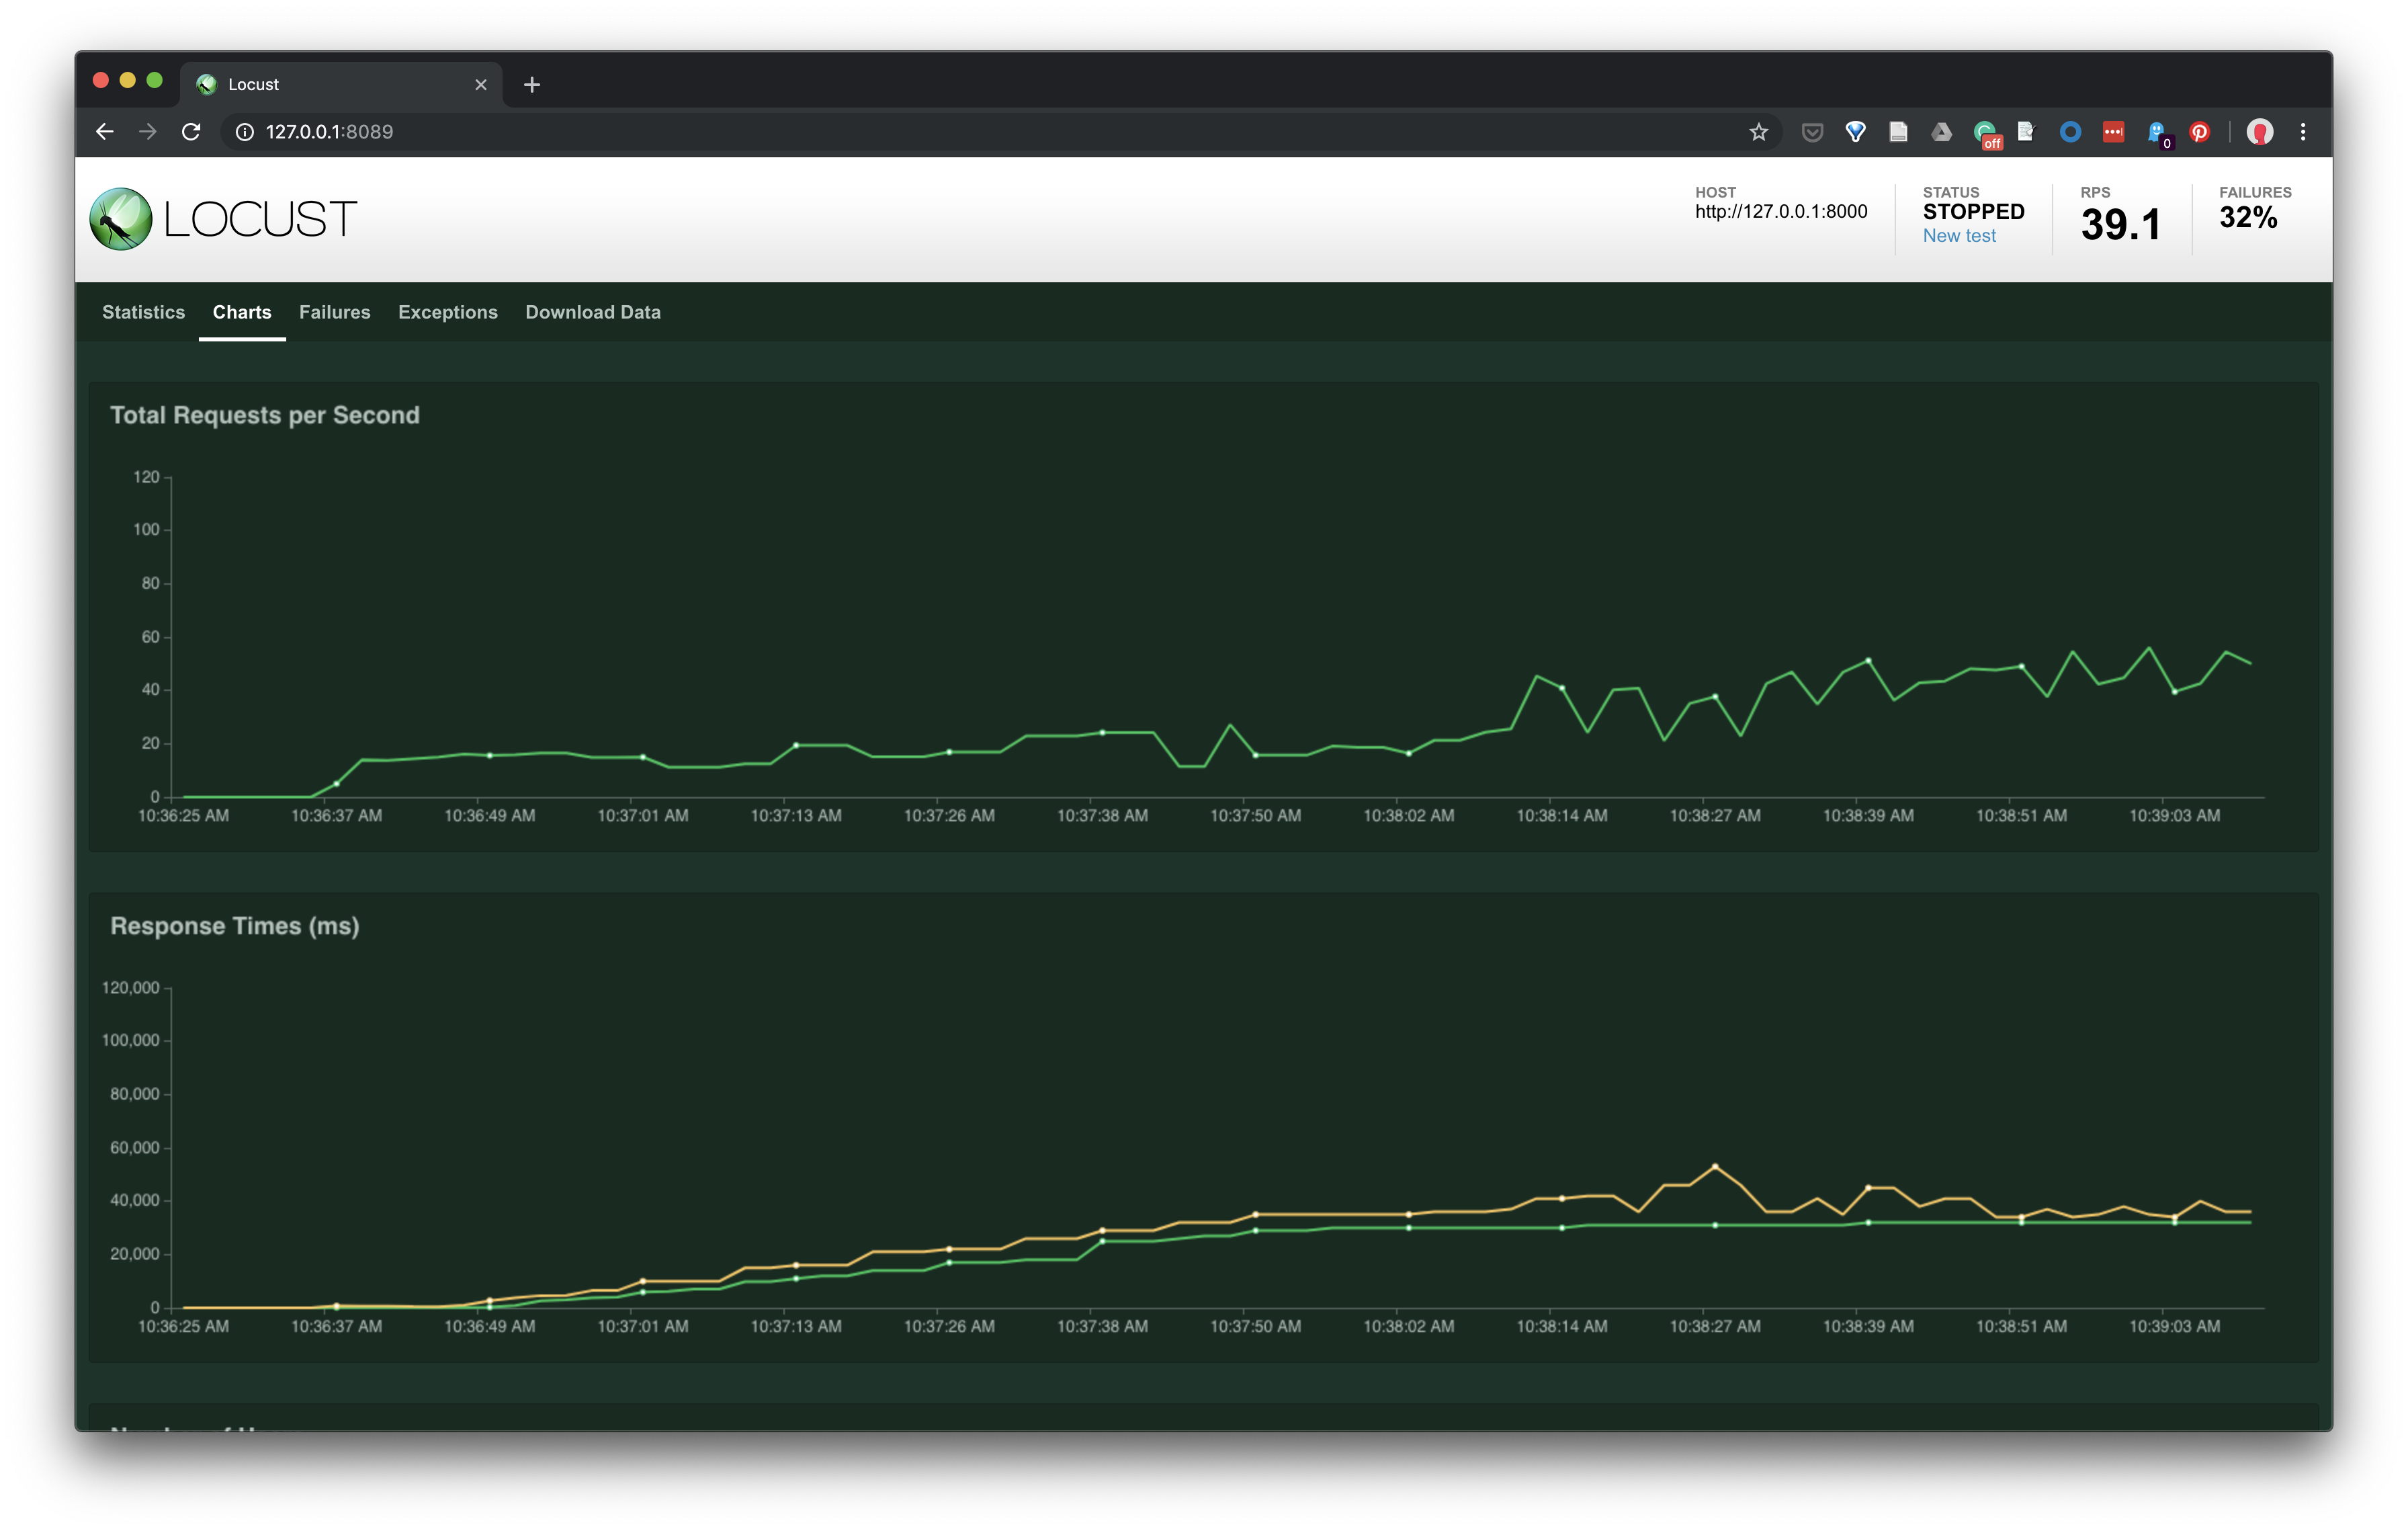 Locust
127.0.0.1:8089
off
0
LOCUST
HOST
http://127.0.0.1:8000
STATUS
STOPPED
New test
RPS
39.1
FAILURES
32%
Statistics Charts Failures Exceptions Download Data
Total Requests per Second
120
100
80
60
40
20
0
10:36:25 AM 10:36:37 AM 10:36:49 AM 10:37:01 AM 10:37:13 AM 10:37:26 AM 10:37:38 AM 10:37:50 AM 10:38:02 AM 10:38:14 AM 10:38:27 AM 10:38:39 AM 10:38:51 AM 10:39:03 AM
Response Times (ms)
120,000
100,000
80,000
60,000
40,000
20,000
0
10:36:25 AM 10:36:37 AM 10:36:49 AM 10:37:01 AM 10:37:13 AM 10:37:26 AM 10:37:38 AM 10:37:50 AM 10:38:02 AM 10:38:14 AM 10:38:27 AM 10:38:39 AM 10:38:51 AM 10:39:03 AM